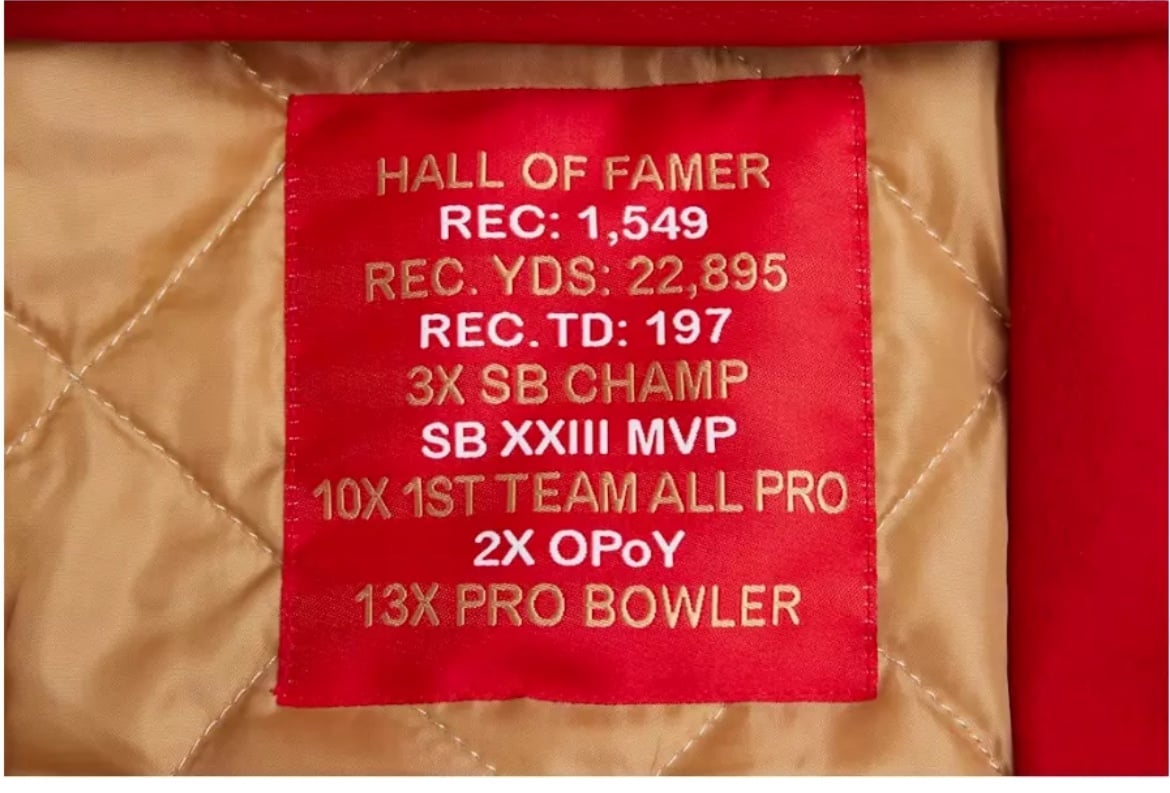 HALL OF FAMER
REC: 1,549
REC. YDS: 22,895
REC. TD: 197
3X SB CHAMP
SB XXIII MVP
10X 1ST TEAM ALL PRO
2X OPoY
13X PRO BOWLER